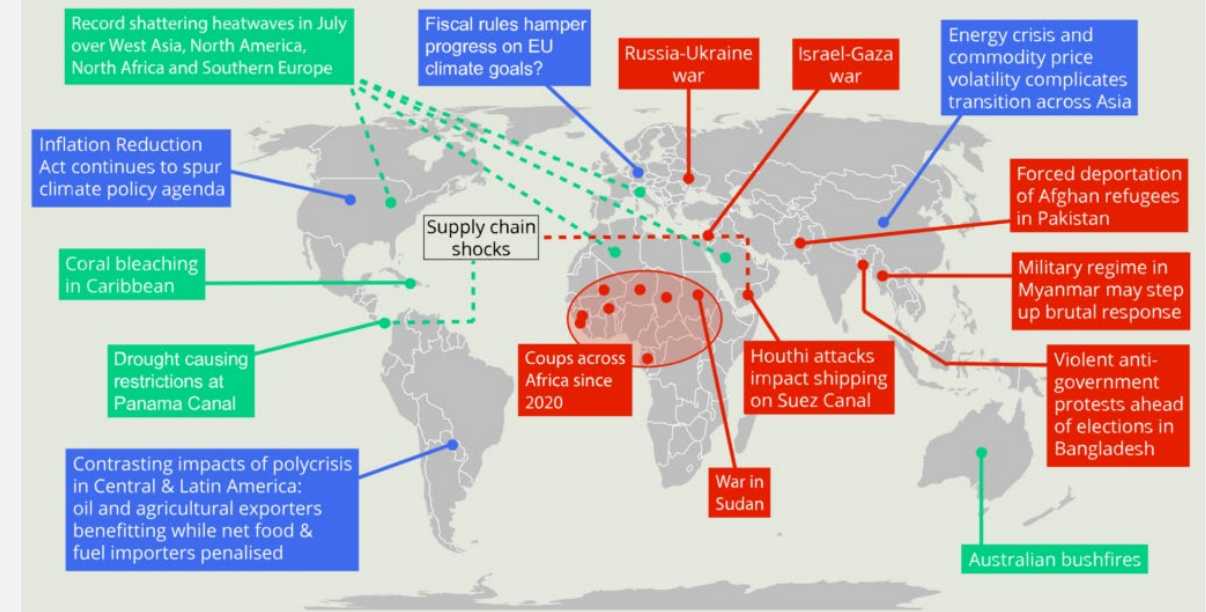 Record shattering heatwaves in July
over West Asia, North America,
North Africa and Southern Europe
Fiscal rules hamper
progress on EU
climate goals?
Russia-Ukraine
war
Israel-Gaza
war
Energy crisis and
commodity price
volatility complicates
transition across Asia
Inflation Reduction
Act continues to spur
climate policy agenda
Forced deportation
of Afghan refugees
in Pakistan
Supply chain
shocks
Coral bleaching
in Caribbean
Military regime in
Myanmar may step
up brutal response
Drought causing
restrictions at
Panama Canal
Coups across
Africa since
2020
Houthi attacks
impact shipping
on Suez Canal
Violent anti-
government
protests ahead
of elections in
Bangladesh
Contrasting impacts of polycrisis
in Central & Latin America:
oil and agricultural exporters
benefitting while net food &
fuel importers penalised
War in
Sudan
Australian bushfires